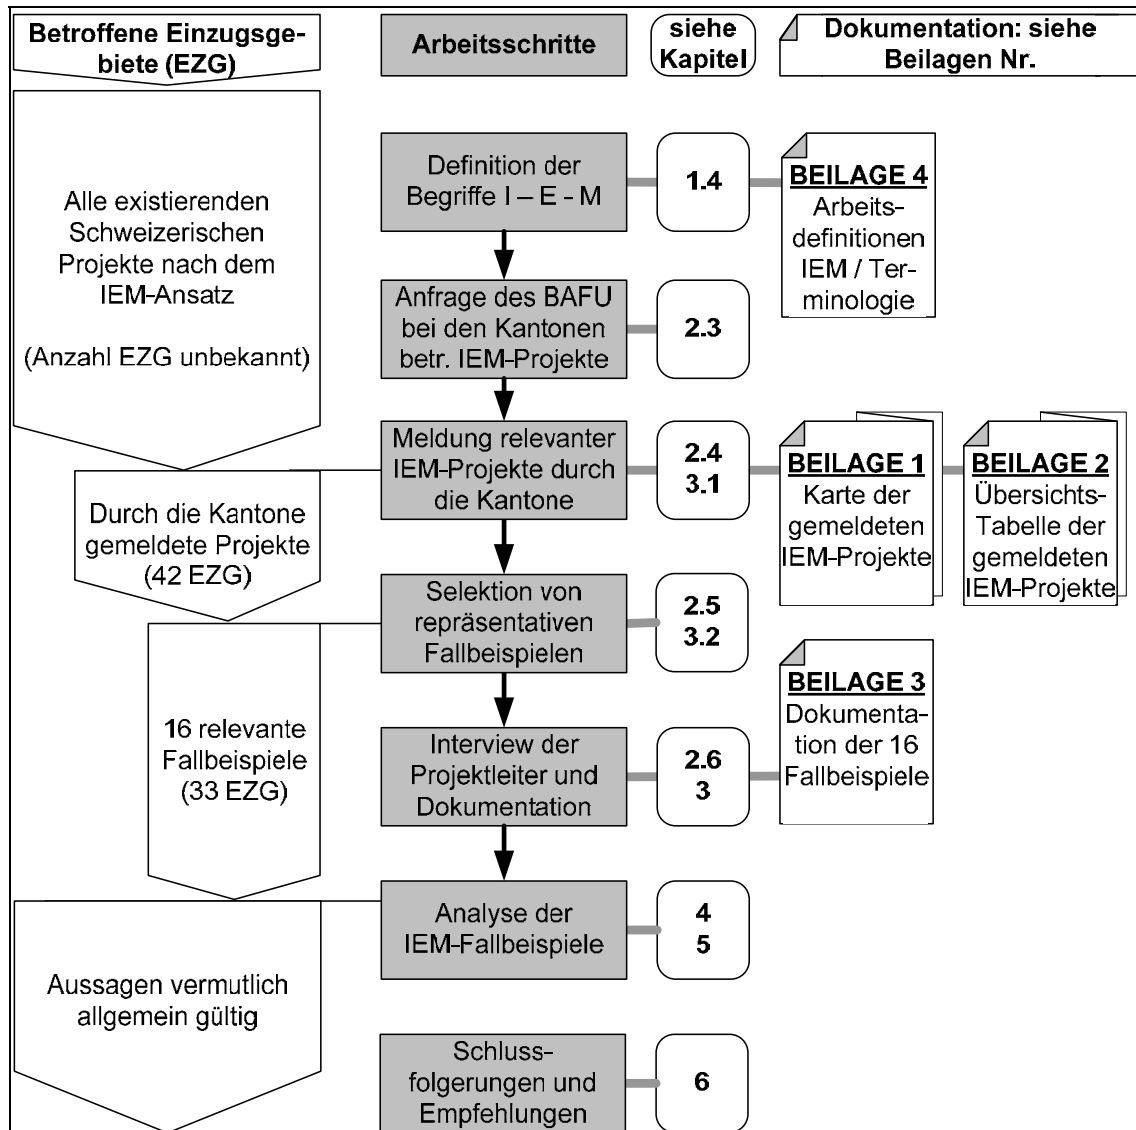 Betroffene Einzugsge-
biete (EZG)
Arbeitsschritte
siehe
Kapitel
Dokumentation: siehe
Beilagen Nr.
Alle existierenden
Schweizerischen
Projekte nach dem
IEM-Ansatz
(Anzahl EZG unbekannt)
Definition der
Begriffe I – E - M
1.4
BEILAGE 4
Arbeits-
definitionen
IEM / Ter-
minologie
Anfrage des BAFU
bei den Kantonen
betr. IEM-Projekte
2.3
Meldung relevanter
IEM-Projekte durch
die Kantone
2.4
3.1
BEILAGE 1
Karte der
gemeldeten
IEM-Projekte
BEILAGE 2
Übersichts-
Tabelle der
gemeldeten
IEM-Projekte
Durch die Kantone
gemeldete Projekte
(42 EZG)
Selektion von
repräsentativen
Fallbeispielen
2.5
3.2
16 relevante
Fallbeispiele
(33 EZG)
Interview der
Projektleiter und
Dokumentation
2.6
3
BEILAGE 3
Dokumenta-
tion der 16
Fallbeispiele
Analyse der
IEM-Fallbeispiele
4
5
Aussagen vermutlich
allgemein gültig
Schluss-
folgerungen und
Empfehlungen
6